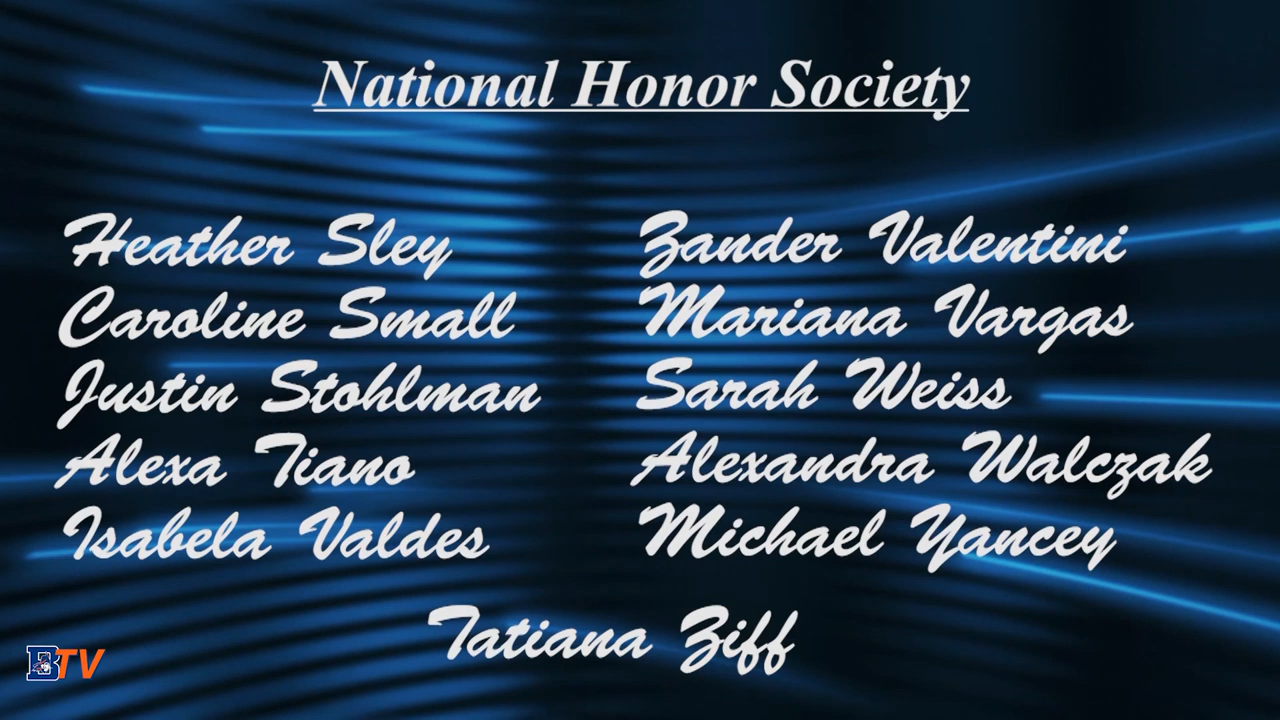 National Honor Society
Heather Sley
Caroline Small
Justin Stohlman
Alexa Tiano
Isabela Valdes
Zander Valentini
Mariana Vargas
Sarah Weiss
Alexandra Walczak
Michael Yancey
Tatiana Ziff
BTV